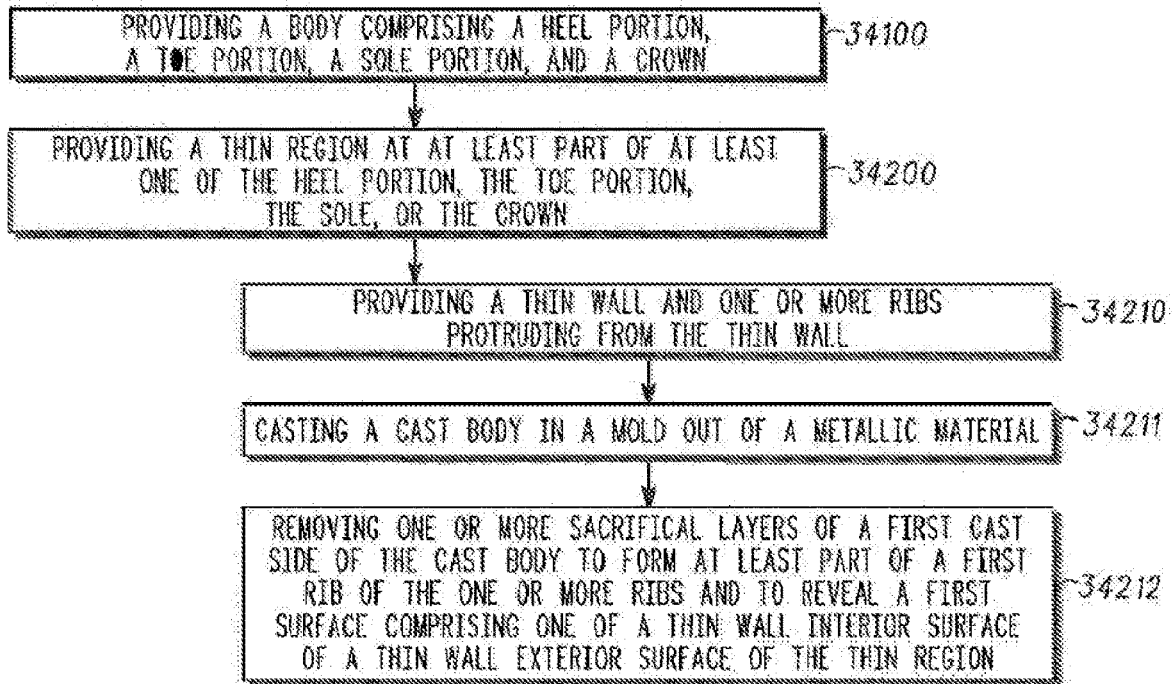 PROVIDING A BODY COMPRISING A HEEL PORTION,
A TOE PORTION, A SOLE PORTION, AND A CROWN
34100
PROVIDING A THIN REGION AT AT LEAST PART OF AT LEAST
ONE OF THE HEEL PORTION, THE TOE PORTION,
THE SOLE, OR THE CROWN
34200
PROVIDING A THIN WALL AND ONE OR MORE RIBS
PROTRUDING FROM THE THIN WALL
34210
CASTING A CAST BODY IN A MOLD OUT OF A METALLIC MATERIAL
34211
REMOVING ONE OR MORE SACRIFICAL LAYERS OF A FIRST CAST
SIDE OF THE CAST BODY TO FORM AT LEAST PART OF A FIRST
RIB OF THE ONE OR MORE RIBS AND TO REVEAL A FIRST
SURFACE COMPRISING ONE OF A THIN WALL INTERIOR SURFACE
OF A THIN WALL EXTERIOR SURFACE OF THE THIN REGION
34212